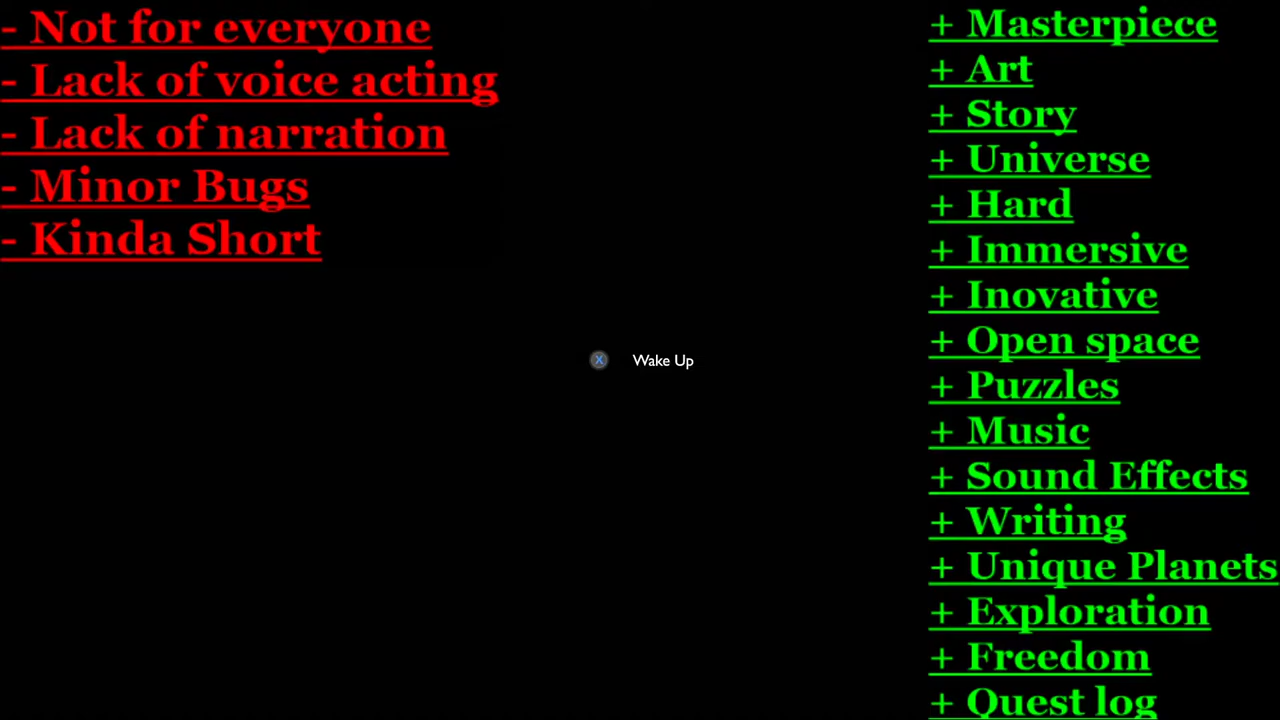 - Not for everyone
- Lack of voice acting
- Lack of narration
- Minor Bugs
- Kinda Short
X Wake Up
+ Masterpiece
+ Art
+ Story
+ Universe
+ Hard
+ Immersive
+ Inovative
+ Open space
+ Puzzles
+ Music
+ Sound Effects
+ Writing
+ Unique Planets
+ Exploration
+ Freedom
+ Quest log